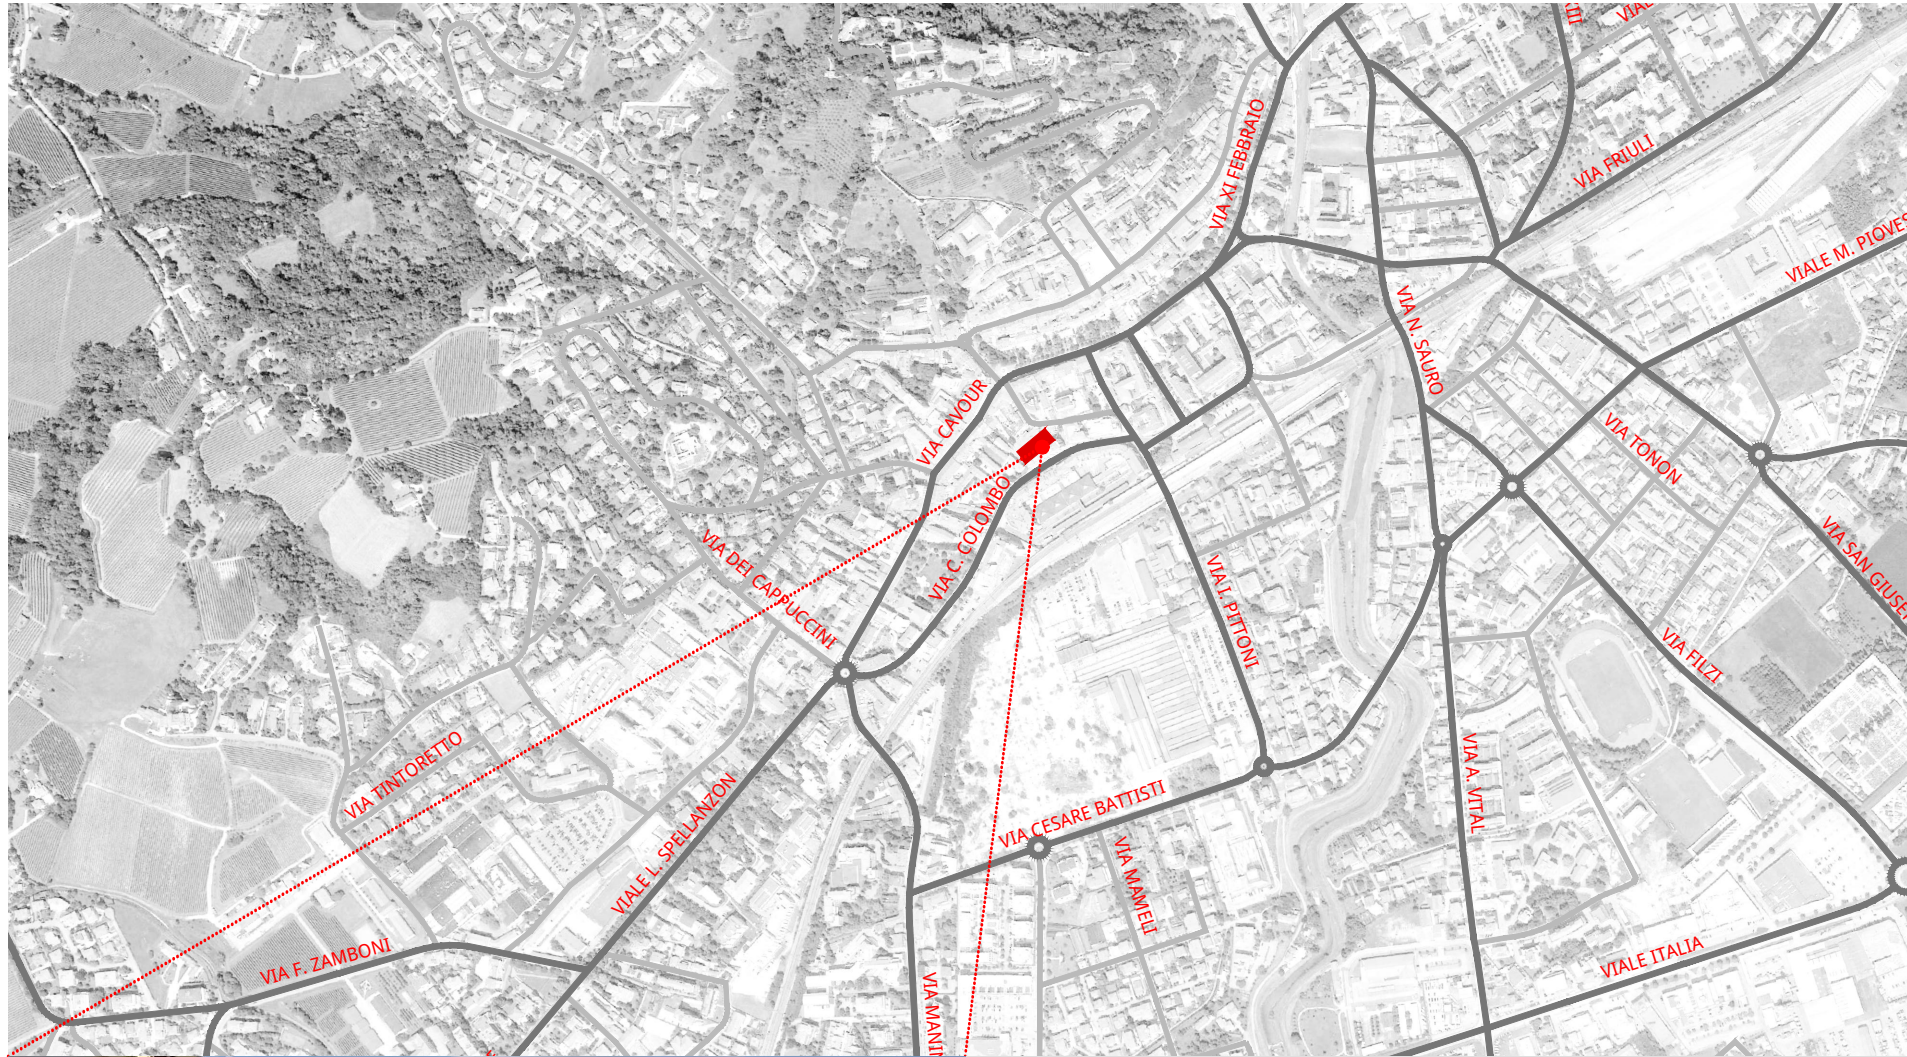 VIA XI FEBBRAIO
VIA FRIULI
VIALE M. PIOVES
VIA N. SAURO
VIA CAVOUR
VIA TONON
VIA C. COLOMBO
VIA DEI CAPPUCCINI
VIA I. PITTONI
VIA SAN GIUSE
VIA FILZI
VIA TINTORETTO
VIA A. VITAL
VIALE L. SPELLANZON
VIA CESARE BATTISTI
VIA MAMELI
VIA F. ZAMBONI
VIALE ITALIA
VIA MANIN